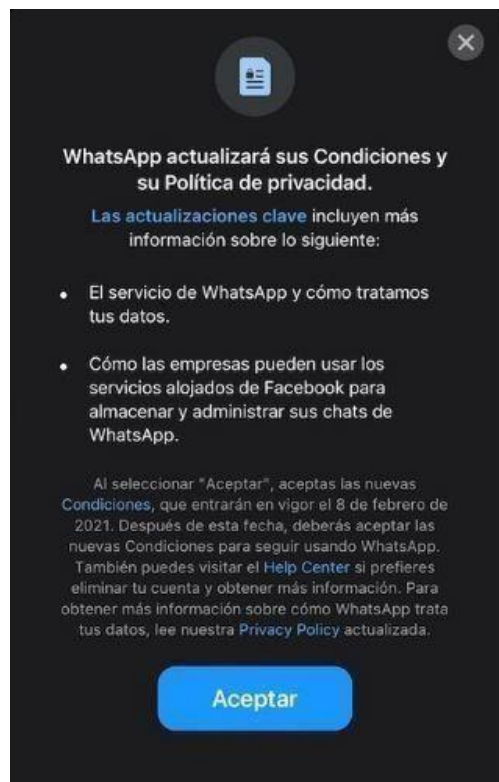 WhatsApp actualizará sus Condiciones y
su Política de privacidad.
Las actualizaciones clave incluyen más
información sobre lo siguiente:
• El servicio de WhatsApp y cómo tratamos
tus datos.
• Cómo las empresas pueden usar los
servicios alojados de Facebook para
almacenar y administrar sus chats de
WhatsApp.
Al seleccionar "Aceptar", aceptas las nuevas
Condiciones, que entrarán en vigor el 8 de febrero de
2021. Después de esta fecha, deberás aceptar las
nuevas Condiciones para seguir usando WhatsApp.
También puedes visitar el Help Center si prefieres
eliminar tu cuenta y obtener más información. Para
obtener más información sobre cómo WhatsApp trata
tus datos, lee nuestra Privacy Policy actualizada.
Aceptar